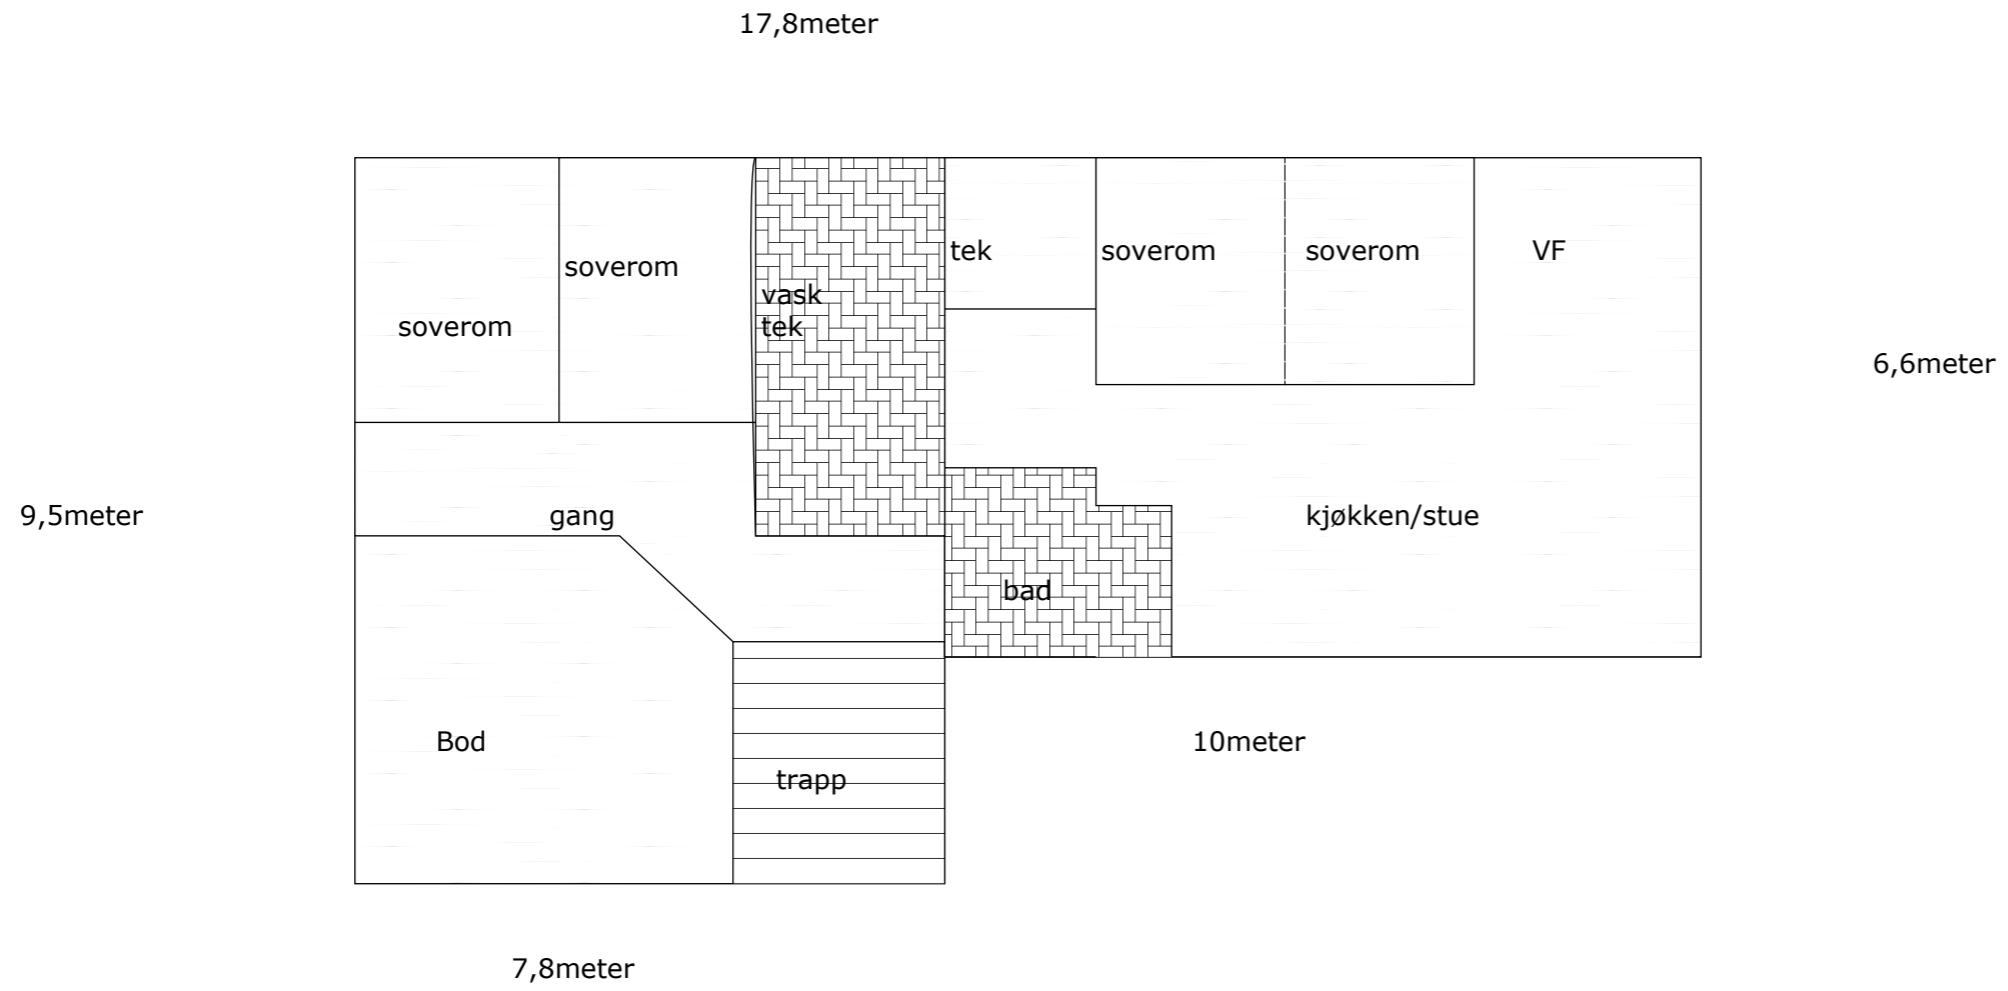 17,8meter
soverom
soverom
vask
tek
tek
soverom
soverom
VF
6,6meter
9,5meter
gang
kjøkken/stue
bad
Bod
trapp
10meter
7,8meter